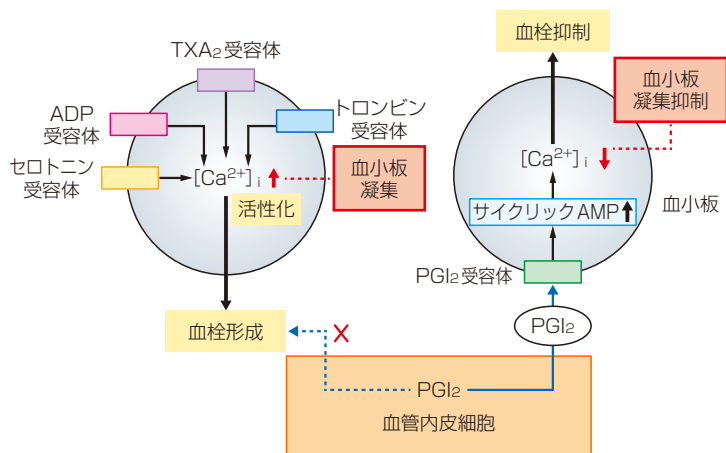 TXA₂受容体
ADP
受容体
セロトニン
受容体
トロンビン
受容体
[Ca²⁺]ᵢ
活性化
血小板
凝集
血栓形成
血栓抑制
血小板
凝集抑制
[Ca²⁺]ᵢ
サイクリックAMP
血小板
PGI₂受容体
PGI₂
PGI₂
血管内皮細胞